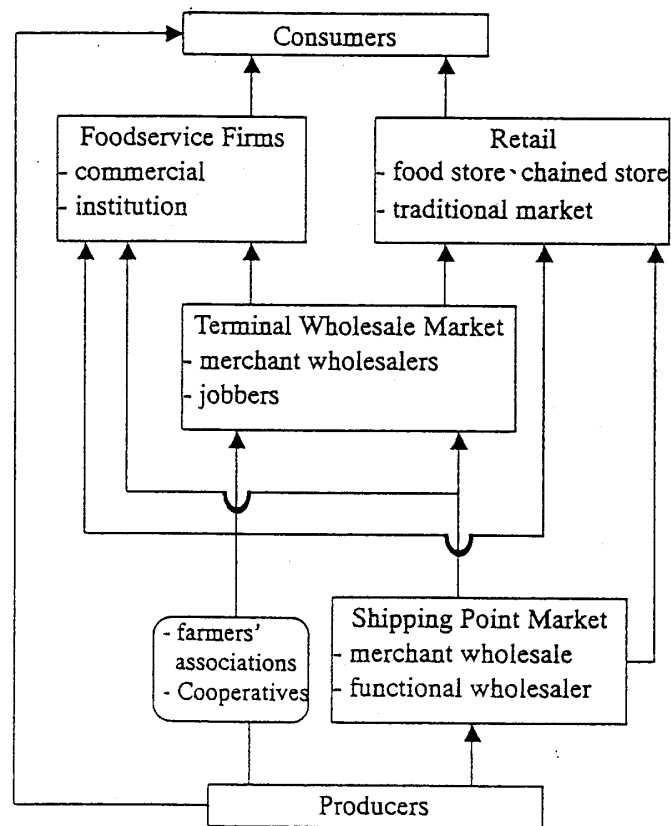 Consumers
Foodservice Firms
- commercial
- institution
Retail
- food store、chained store
- traditional market
Terminal Wholesale Market
- merchant wholesalers
- jobbers
- farmers'
associations
- Cooperatives
Shipping Point Market
- merchant wholesale
- functional wholesaler
Producers